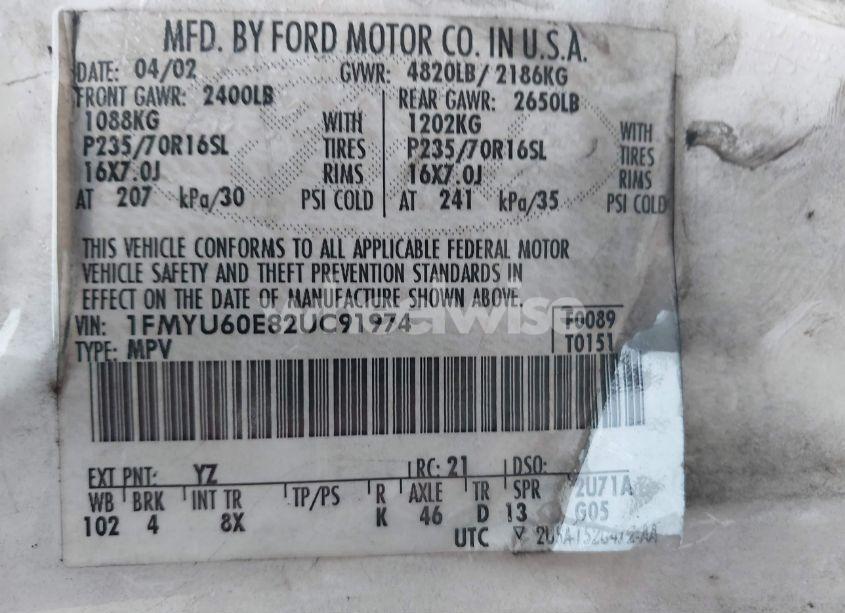 MFD. BY FORD MOTOR CO. IN U.S.A.
DATE: 04/02 GVWR: 4820LB/ 2186KG
FRONT GAWR: 2400LB REAR GAWR: 2650LB
1088KG WITH 1202KG WITH
P235/70R16SL TIRES P235/70R16SL TIRES
16X7.0J RIMS 16X7.0J RIMS
AT 207 kPa/30 PSI COLD AT 241 kPa/35 PSI COLD
THIS VEHICLE CONFORMS TO ALL APPLICABLE FEDERAL MOTOR
VEHICLE SAFETY AND THEFT PREVENTION STANDARDS IN
EFFECT ON THE DATE OF MANUFACTURE SHOWN ABOVE.
VIN: 1FMYU60E82UC91974 F0089
TYPE: MPV T0151
EXT PNT: YZ RC: 21 DSO:
WB BRK INT TR TP/PS R AXLE TR SPR 2U71A
102 4 8X K 46 D 13 G05
UTC